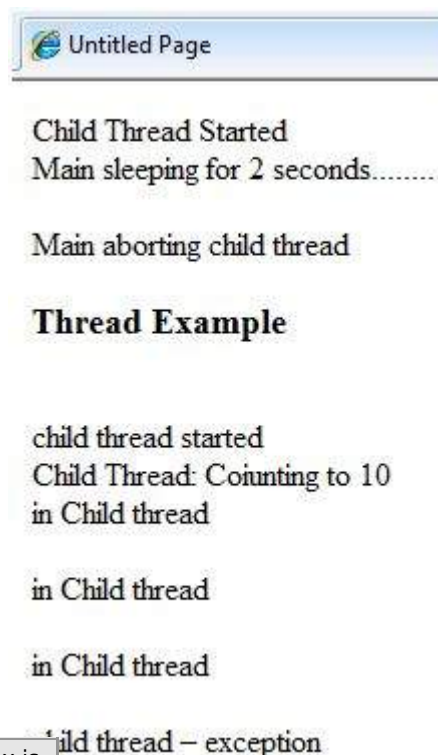 Untitled Page
Child Thread Started
Main sleeping for 2 seconds........
Main aborting child thread
Thread Example
child thread started
Child Thread: Coiunting to 10
in Child thread
in Child thread
in Child thread
thread – exception